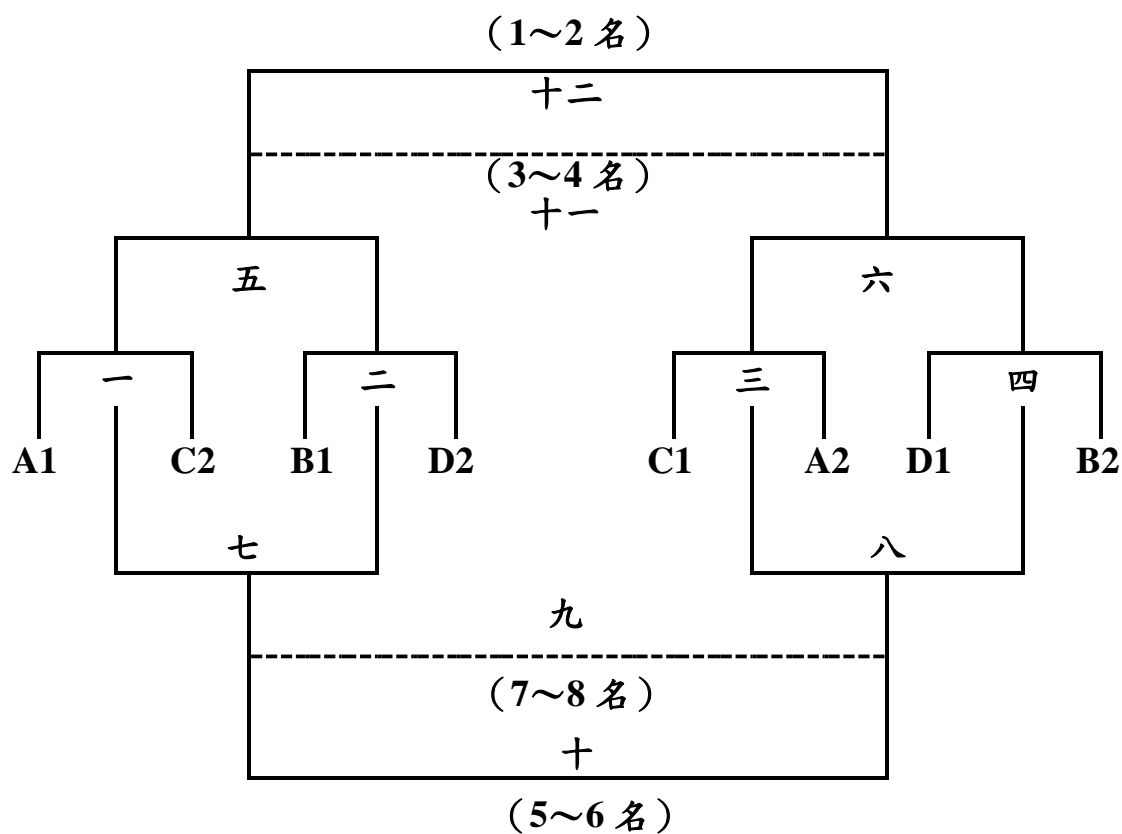 (1～2 名)
十二
(3～4 名)
十一
五
六
一
二
三
四
A1
C2
B1
D2
C1
A2
D1
B2
七
八
九
(7～8 名)
十
(5～6 名)